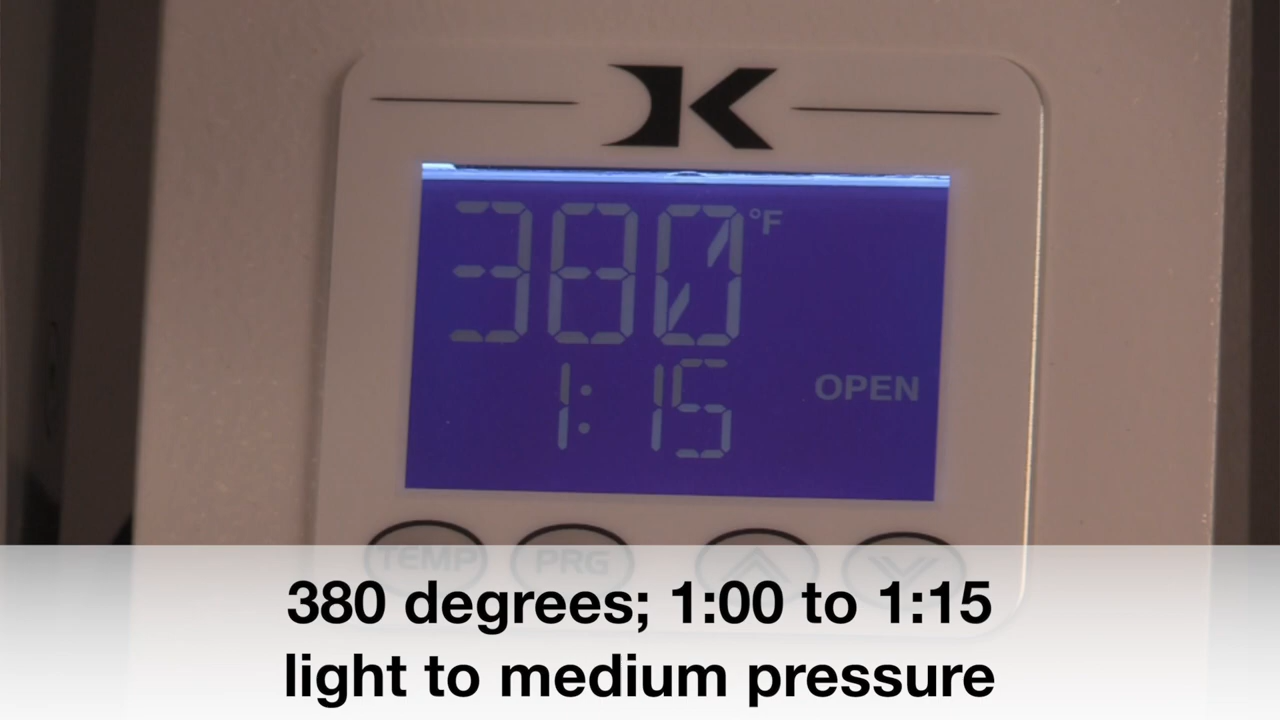 K
380 °F
1:15 OPEN
TEMP PRG
380 degrees; 1:00 to 1:15
light to medium pressure